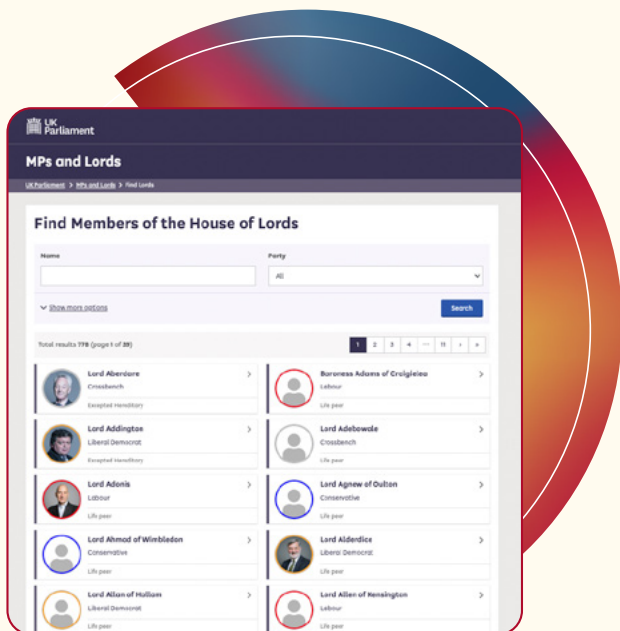 UK
Parliament
MPs and Lords
UK Parliament > MPs and Lords > Find Lords
Find Members of the House of Lords
Name
Party
All
Show more options
Search
Total results 778 (page 1 of 39)
1 2 3 4 ... 11 › »
Lord Aberdare
Crossbench
Excepted Hereditary
Baroness Adams of Craigielea
Labour
Life peer
Lord Addington
Liberal Democrat
Excepted Hereditary
Lord Adebowale
Crossbench
Life peer
Lord Adonis
Labour
Life peer
Lord Agnew of Oulton
Conservative
Life peer
Lord Ahmad of Wimbledon
Conservative
Life peer
Lord Alderdice
Liberal Democrat
Life peer
Lord Allan of Hallam
Liberal Democrat
Life peer
Lord Allen of Kensington
Labour
Life peer